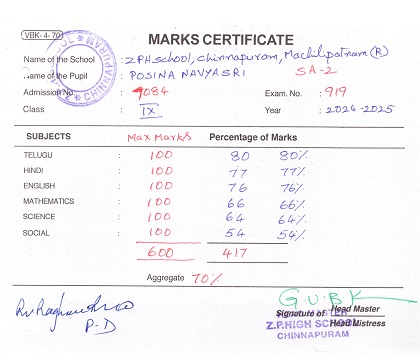 VBK- 4- 70
MARKS CERTIFICATE
Name of the School : Z.P.H school, chinnapuram, Machilipatnam (R)
Name of the Pupil : POSINA NAVYA SRI SA-2
Admission No. : 9084 Exam. No. : 919
Class : IX Year : 2024-2025
SUBJECTS Max Marks Percentage of Marks
TELUGU : 100 80 80%
HINDI : 100 77 77%
ENGLISH : 100 76 76%
MATHEMATICS : 100 66 66%
SCIENCE : 100 64 64%
SOCIAL : 100 54 54%
600 417
Aggregate 70%
G.U.B.K
P.D
Signature of Head Master
Head Mistress
Z.P.HIGH SCHOOL
CHINNAPURAM